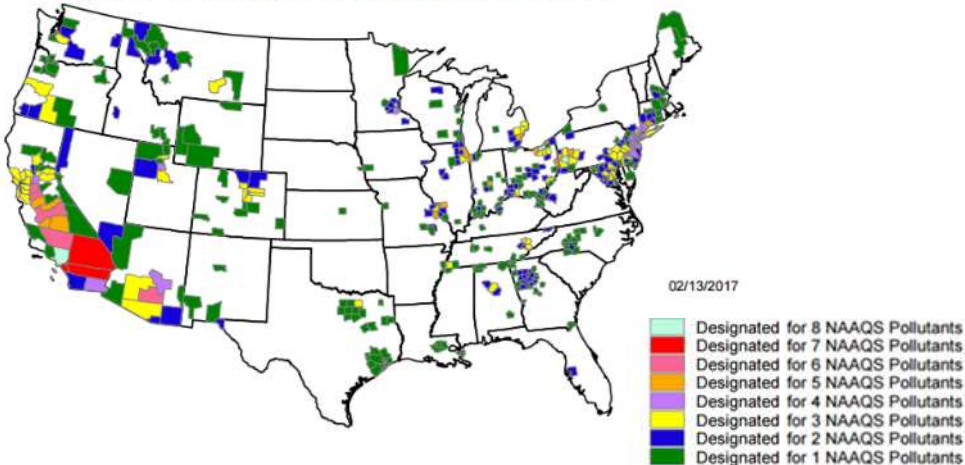 02/13/2017
Designated for 8 NAAQS Pollutants
Designated for 7 NAAQS Pollutants
Designated for 6 NAAQS Pollutants
Designated for 5 NAAQS Pollutants
Designated for 4 NAAQS Pollutants
Designated for 3 NAAQS Pollutants
Designated for 2 NAAQS Pollutants
Designated for 1 NAAQS Pollutants